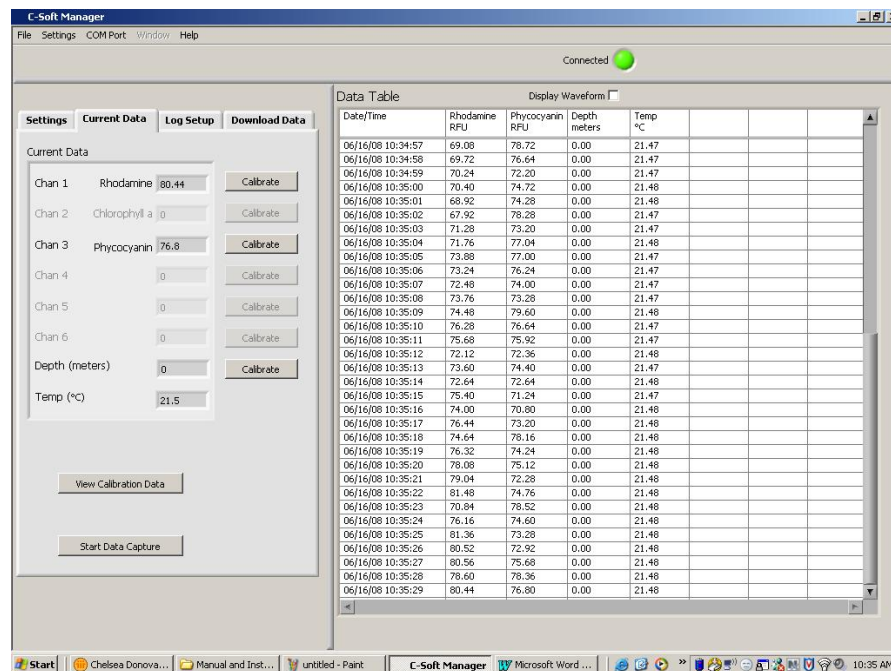 C-Soft Manager
File Settings COM Port Window Help
Connected
Settings Current Data Log Setup Download Data
Current Data
Chan 1 Rhodamine 80.44 Calibrate
Chan 2 Chlorophyll a 0 Calibrate
Chan 3 Phycocyanin 76.8 Calibrate
Chan 4 0 Calibrate
Chan 5 0 Calibrate
Chan 6 0 Calibrate
Depth (meters) 0 Calibrate
Temp (°C) 21.5
View Calibration Data
Start Data Capture
Data Table Display Waveform
Date/Time Rhodamine RFU Phycocyanin RFU Depth meters Temp °C
06/16/08 10:34:57 69.08 78.72 0.00 21.47
06/16/08 10:34:58 69.72 76.64 0.00 21.47
06/16/08 10:34:59 70.24 72.20 0.00 21.47
06/16/08 10:35:00 70.40 74.72 0.00 21.48
06/16/08 10:35:01 68.92 74.28 0.00 21.48
06/16/08 10:35:02 67.92 78.28 0.00 21.47
06/16/08 10:35:03 71.28 73.20 0.00 21.47
06/16/08 10:35:04 71.76 77.04 0.00 21.48
06/16/08 10:35:05 73.88 77.00 0.00 21.48
06/16/08 10:35:06 73.24 76.24 0.00 21.47
06/16/08 10:35:07 72.48 74.00 0.00 21.47
06/16/08 10:35:08 73.76 73.28 0.00 21.47
06/16/08 10:35:09 74.48 79.60 0.00 21.48
06/16/08 10:35:10 76.28 76.64 0.00 21.47
06/16/08 10:35:11 75.68 75.92 0.00 21.47
06/16/08 10:35:12 72.12 72.36 0.00 21.48
06/16/08 10:35:13 73.60 74.40 0.00 21.47
06/16/08 10:35:14 72.64 72.64 0.00 21.48
06/16/08 10:35:15 75.40 71.24 0.00 21.47
06/16/08 10:35:16 74.00 70.80 0.00 21.48
06/16/08 10:35:17 76.44 73.20 0.00 21.48
06/16/08 10:35:18 74.64 78.16 0.00 21.48
06/16/08 10:35:19 76.32 74.24 0.00 21.48
06/16/08 10:35:20 78.08 75.12 0.00 21.48
06/16/08 10:35:21 79.04 72.28 0.00 21.48
06/16/08 10:35:22 81.48 74.76 0.00 21.48
06/16/08 10:35:23 70.84 78.52 0.00 21.48
06/16/08 10:35:24 76.16 74.60 0.00 21.48
06/16/08 10:35:25 81.36 73.28 0.00 21.48
06/16/08 10:35:26 80.52 72.92 0.00 21.48
06/16/08 10:35:27 80.56 75.68 0.00 21.48
06/16/08 10:35:28 78.60 78.36 0.00 21.48
06/16/08 10:35:29 80.44 76.80 0.00 21.48
Start Chelsea Donova... Manual and Inst... untitled - Paint C-Soft Manager Microsoft Word ... 10:35 AM